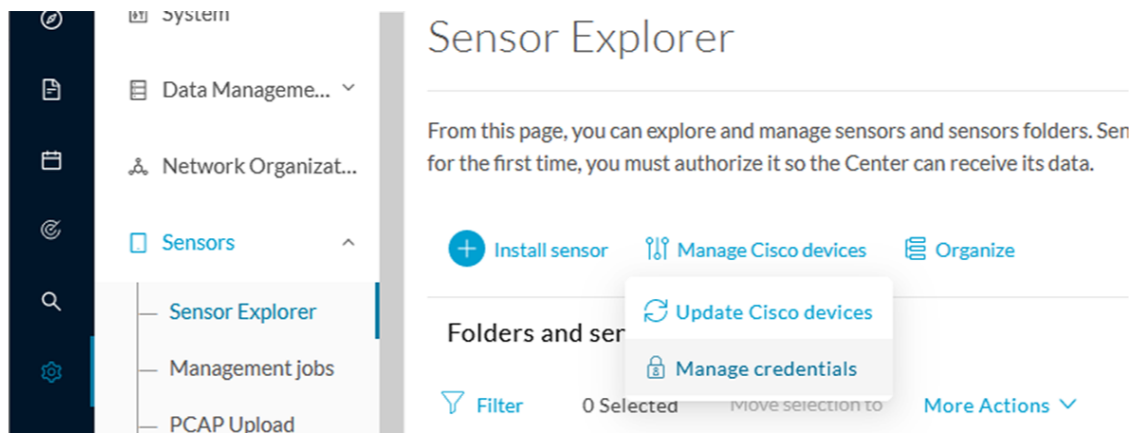 System
Data Manageme...
Network Organizat...
Sensors
Sensor Explorer
Management jobs
PCAP Upload
Sensor Explorer
From this page, you can explore and manage sensors and sensors folders. Sen
for the first time, you must authorize it so the Center can receive its data.
Install sensor Manage Cisco devices Organize
Update Cisco devices
Folders and ser
Manage credentials
Filter 0 Selected Move selection to More Actions